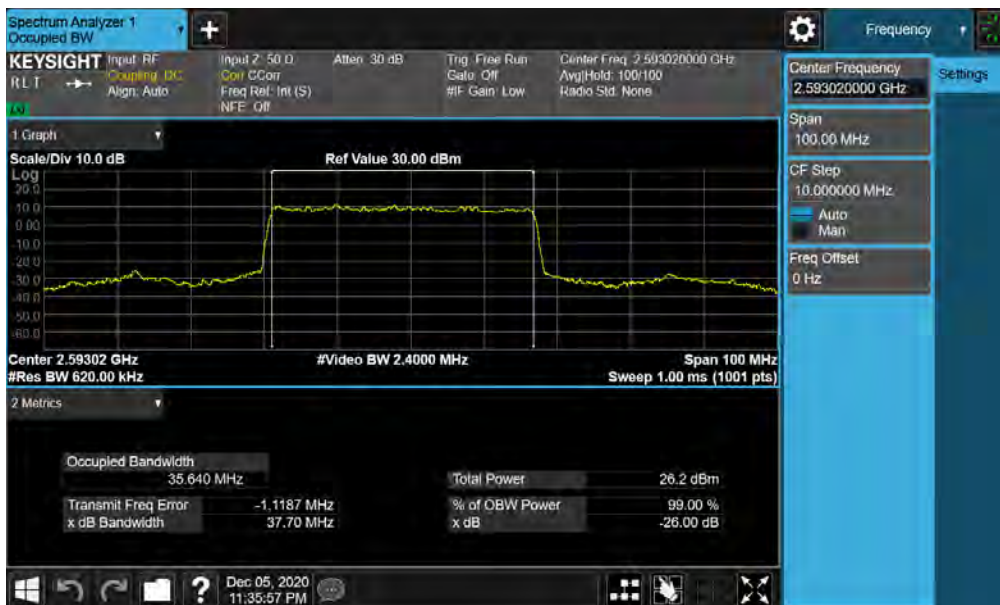 Spectrum Analyzer 1
Occupied BW
Frequency
KEYSIGHT
RLT
Input: RF
Coupling: DC
Align: Auto
Input Z: 50 Ω
Corr CCorr
Freq Ref: Int (S)
NFE: Off
Atten: 30 dB
Trig: Free Run
Gate: Off
#IF Gain: Low
Center Freq: 2.593020000 GHz
Avg|Hold: 100/100
Radio Std: None
Center Frequency
2.593020000 GHz
Settings
Span
100.00 MHz
CF Step
10.000000 MHz
Auto
Man
Freq Offset
0 Hz
1 Graph
Scale/Div 10.0 dB
Ref Value 30.00 dBm
Log
20.0
10.0
0.00
-10.0
-20.0
-30.0
-40.0
-50.0
-60.0
Center 2.59302 GHz
#Video BW 2.4000 MHz
Span 100 MHz
#Res BW 620.00 kHz
Sweep 1.00 ms (1001 pts)
2 Metrics
Occupied Bandwidth
35.640 MHz
Total Power 26.2 dBm
Transmit Freq Error -1.1187 MHz
% of OBW Power 99.00 %
x dB Bandwidth 37.70 MHz
x dB -26.00 dB
?
Dec 05, 2020
11:35:57 PM